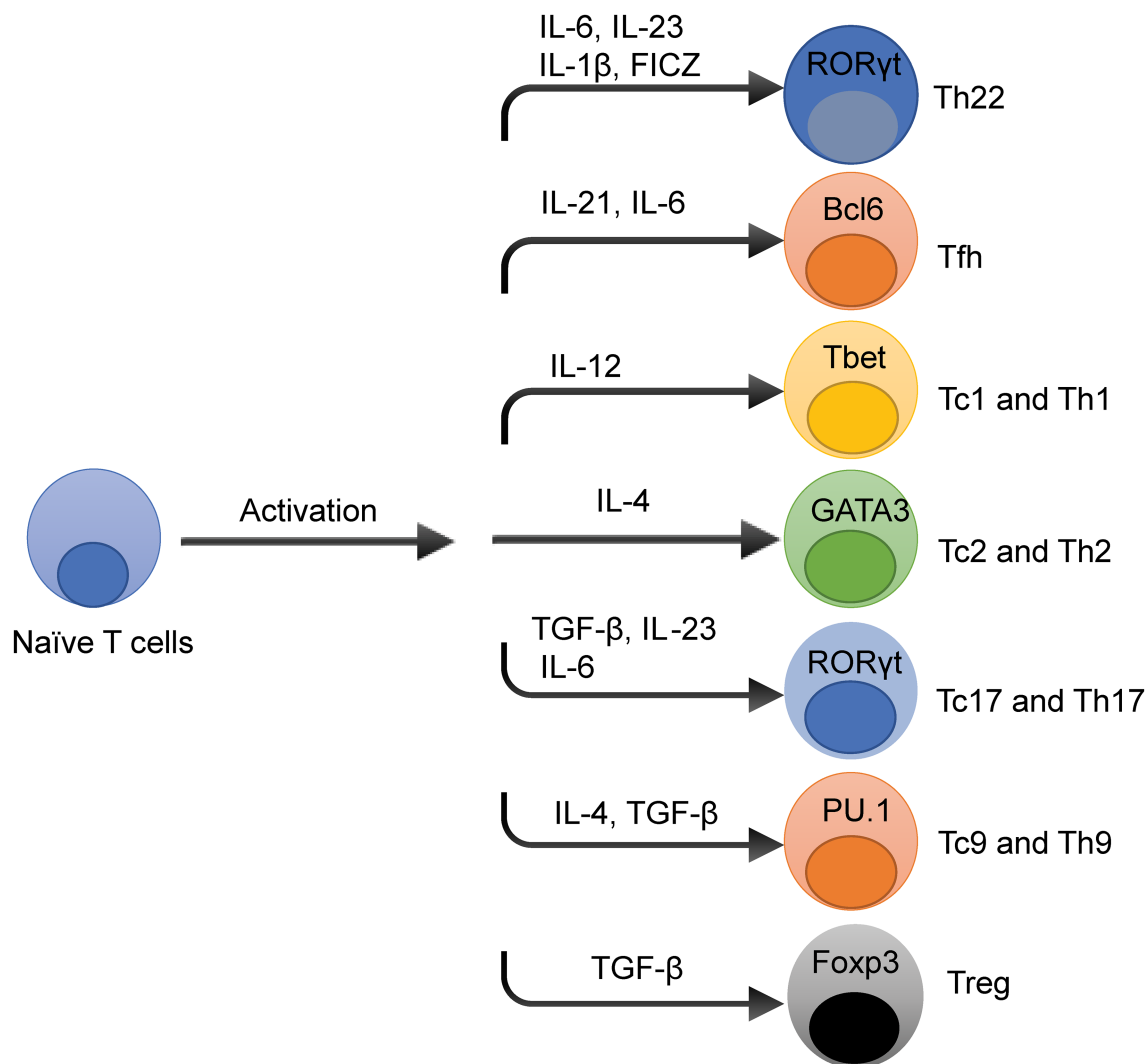 IL-6, IL-23
IL-1β, FICZ
RORγt
Th22
IL-21, IL-6
Bcl6
Tfh
IL-12
Tbet
Tc1 and Th1
Naïve T cells
Activation
IL-4
GATA3
Tc2 and Th2
TGF-β, IL-23
IL-6
RORγt
Tc17 and Th17
IL-4, TGF-β
PU.1
Tc9 and Th9
TGF-β
Foxp3
Treg